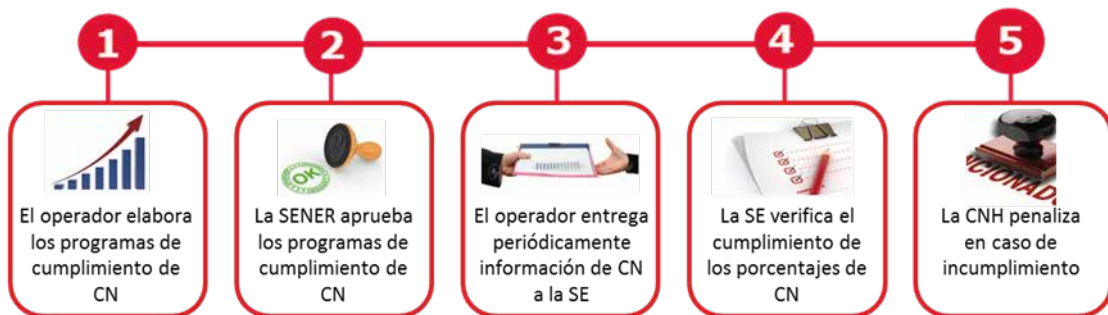 1
2
3
4
5
OK
CIONADO
El operador elabora
los programas de
cumplimiento de
CN
La SENER aprueba
los programas de
cumplimiento de
CN
El operador entrega
periódicamente
información de CN
a la SE
La SE verifica el
cumplimiento de
los porcentajes de
CN
La CNH penaliza
en caso de
incumplimiento